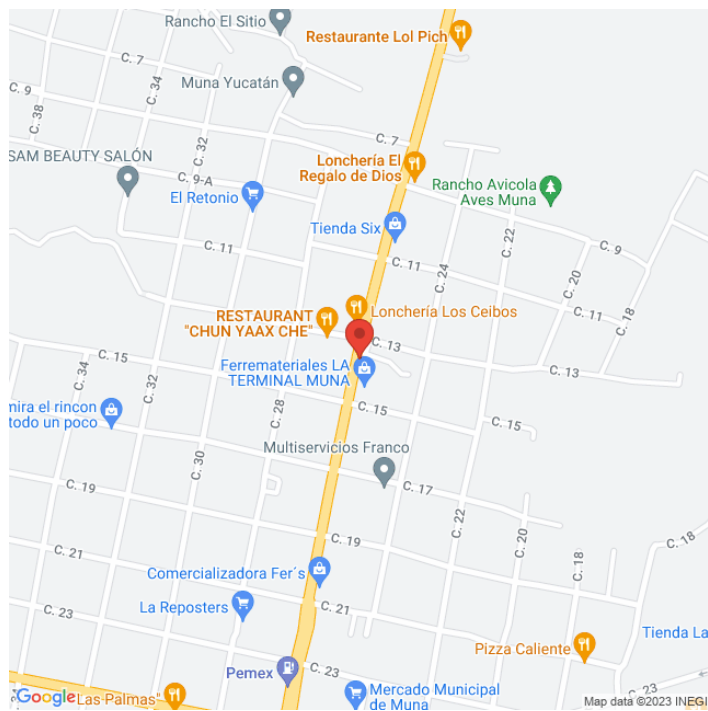 Rancho El Sitio
Restaurante Lol Pich
C. 7
Muna Yucatán
C. 34
C. 38
C. 32
C. 7
SAM BEAUTY SALÓN
Lonchería El
Regalo de Dios
C. 9-A
Rancho Avicola
Aves Muna
El Retonio
Tienda Six
C. 22
C. 9
C. 11
C. 11
C. 24
C. 20
C. 11
C. 18
RESTAURANT
"CHUN YAAX CHE"
Lonchería Los Ceibos
C. 13
C. 15
Ferremateriales LA
TERMINAL MUNA
C. 13
C. 34
C. 32
C. 28
C. 15
C. 15
mira el rincon
todo un poco
Multiservicios Franco
C. 30
C. 17
C. 19
C. 22
C. 20
C. 19
C. 18
C. 18
C. 21
Comercializadora Fer´s
C. 21
La Reposters
C. 23
Tienda La
Pizza Caliente
Pemex
C. 23
C. 23
Google
Las Palmas"
Mercado Municipal
de Muna
Map data ©2023 INEGI